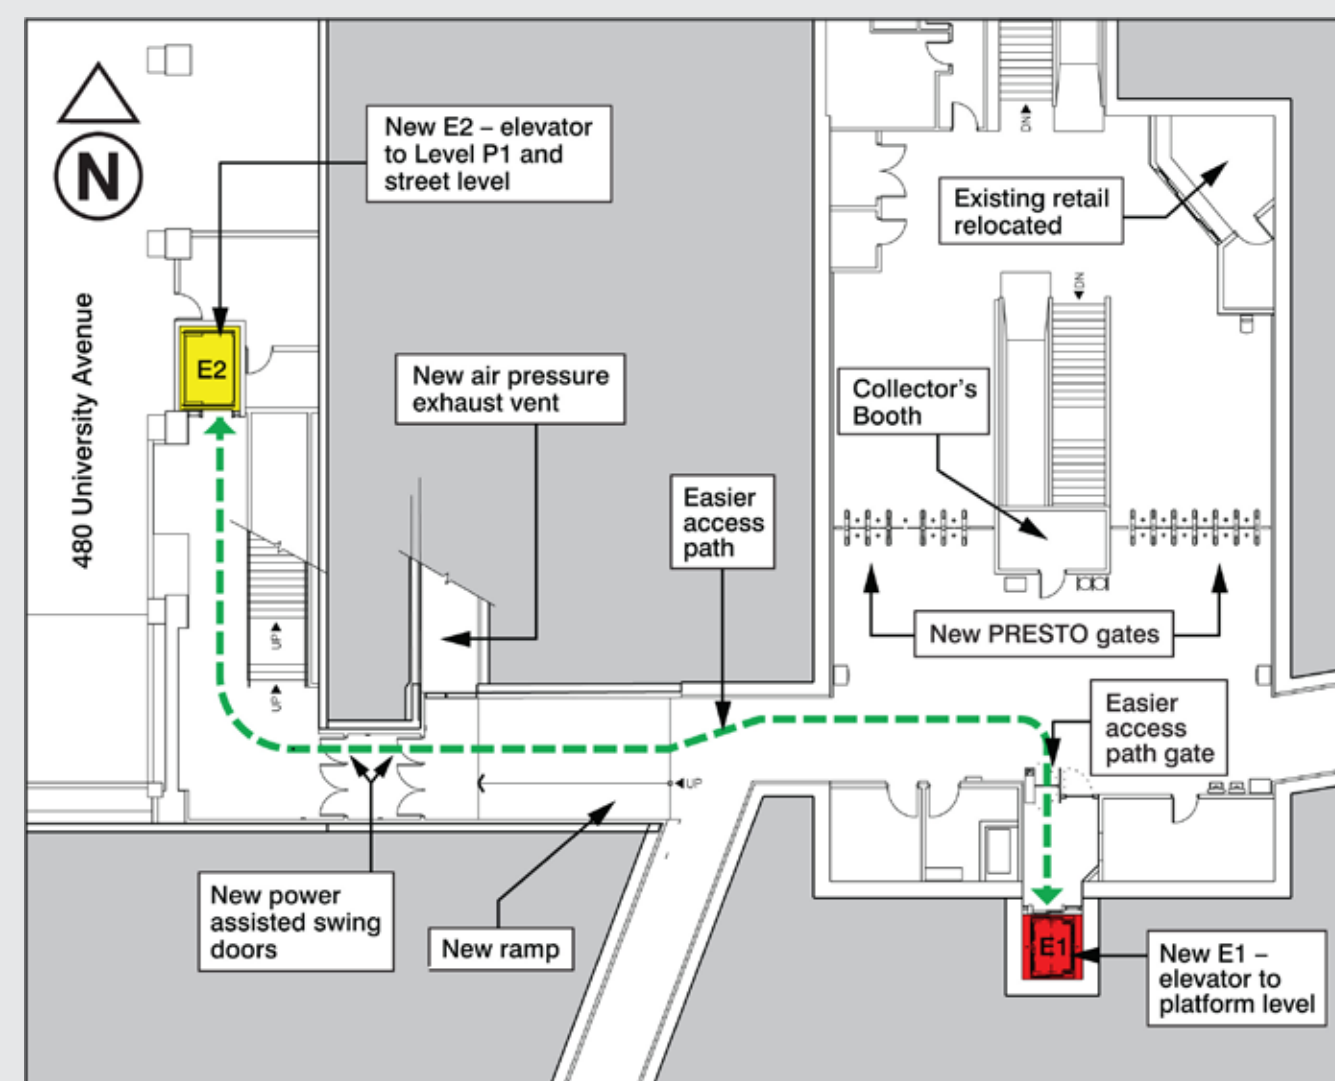 N
480 University Avenue
New E2 – elevator
to Level P1 and
street level
E2
New air pressure
exhaust vent
Easier
access
path
DN
Existing retail
relocated
DN
Collector's
Booth
New PRESTO gates
UP
UP
UP
Easier
access
path gate
New power
assisted swing
doors
New ramp
E1
New E1 –
elevator to
platform level